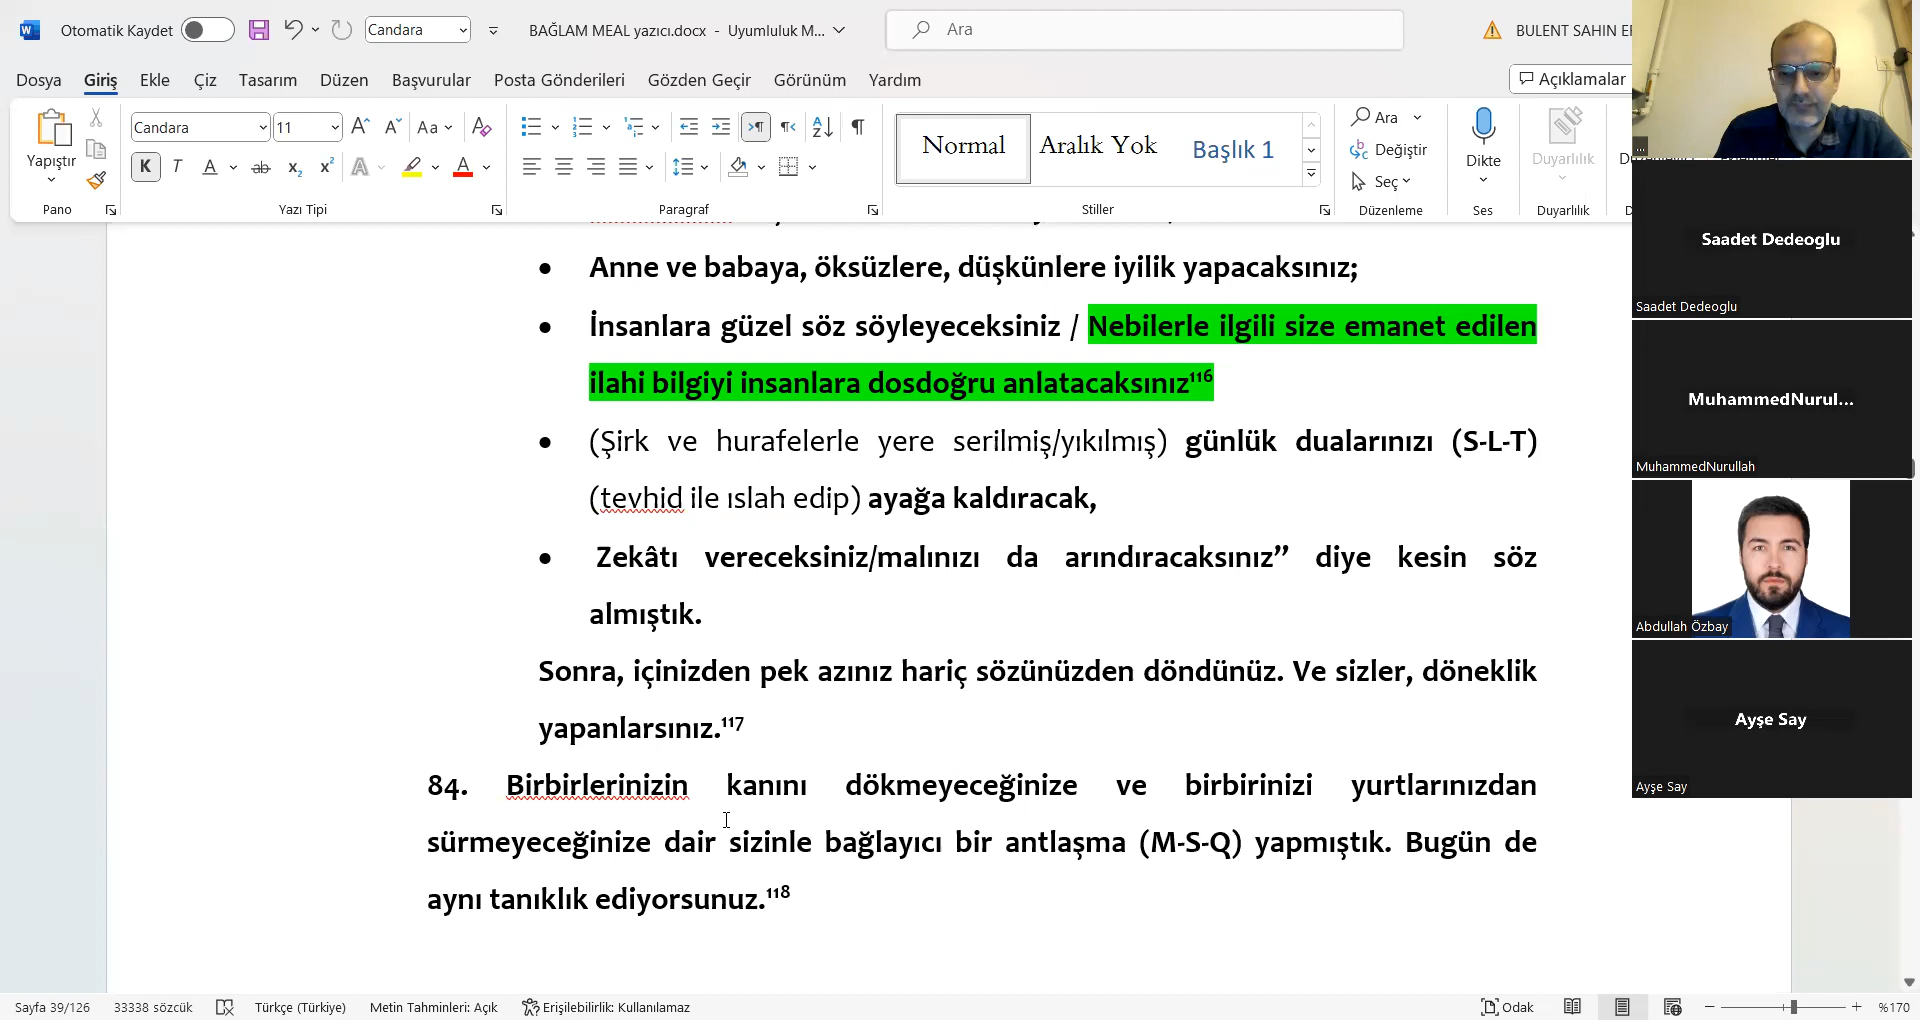 Otomatik Kaydet
Candara
BAĞLAM MEAL yazıcı.docx - Uyumluluk M...
Ara
BULENT SAHIN
Dosya Giriş Ekle Çiz Tasarım Düzen Başvurular Posta Gönderileri Gözden Geçir Görünüm Yardım
Açıklamalar
Yapıştır
Pano
Candara 11
Yazı Tipi
Paragraf
Normal
Aralık Yok
Başlık 1
Stiller
Ara
Değiştir
Seç
Düzenleme
Dikte
Ses
Duyarlılık
Duyarlılık
• Anne ve babaya, öksüzlere, düşkünlere iyilik yapacaksınız;
• İnsanlara güzel söz söyleyeceksiniz / Nebilerle ilgili size emanet edilen
ilahi bilgiyi insanlara dosdoğru anlatacaksınız¹¹⁶
• (Şirk ve hurafelerle yere serilmiş/yıkılmış) günlük dualarınızı (S-L-T)
(tevhid ile ıslah edip) ayağa kaldıracak,
• Zekâtı vereceksiniz/malınızı da arındıracaksınız” diye kesin söz
almıştık.
Sonra, içinizden pek azınız hariç sözünüzden döndünüz. Ve sizler, döneklik
yapanlarsınız.¹¹⁷
84. Birbirlerinizin kanını dökmeyeceğinize ve birbirinizi yurtlarınızdan
sürmeyeceğinize dair sizinle bağlayıcı bir antlaşma (M-S-Q) yapmıştık. Bugün de
aynı tanıklık ediyorsunuz.¹¹⁸
Saadet Dedeoglu
Saadet Dedeoglu
MuhammedNurul...
MuhammedNurullah
Abdullah Özbay
Ayşe Say
Ayşe Say
Sayfa 39/126 33338 sözcük Türkçe (Türkiye) Metin Tahminleri: Açık Erişilebilirlik: Kullanılamaz
Odak
%170